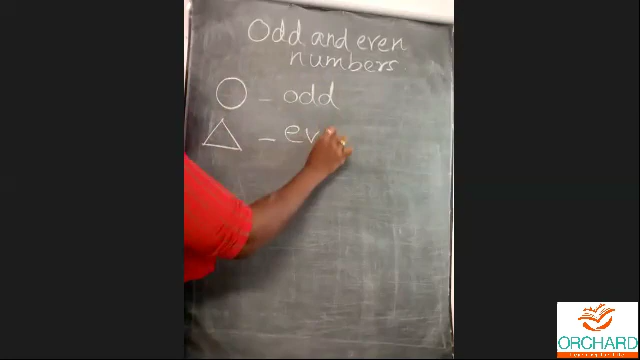 Odd and even
numbers
- odd
- ev
ORCHARD